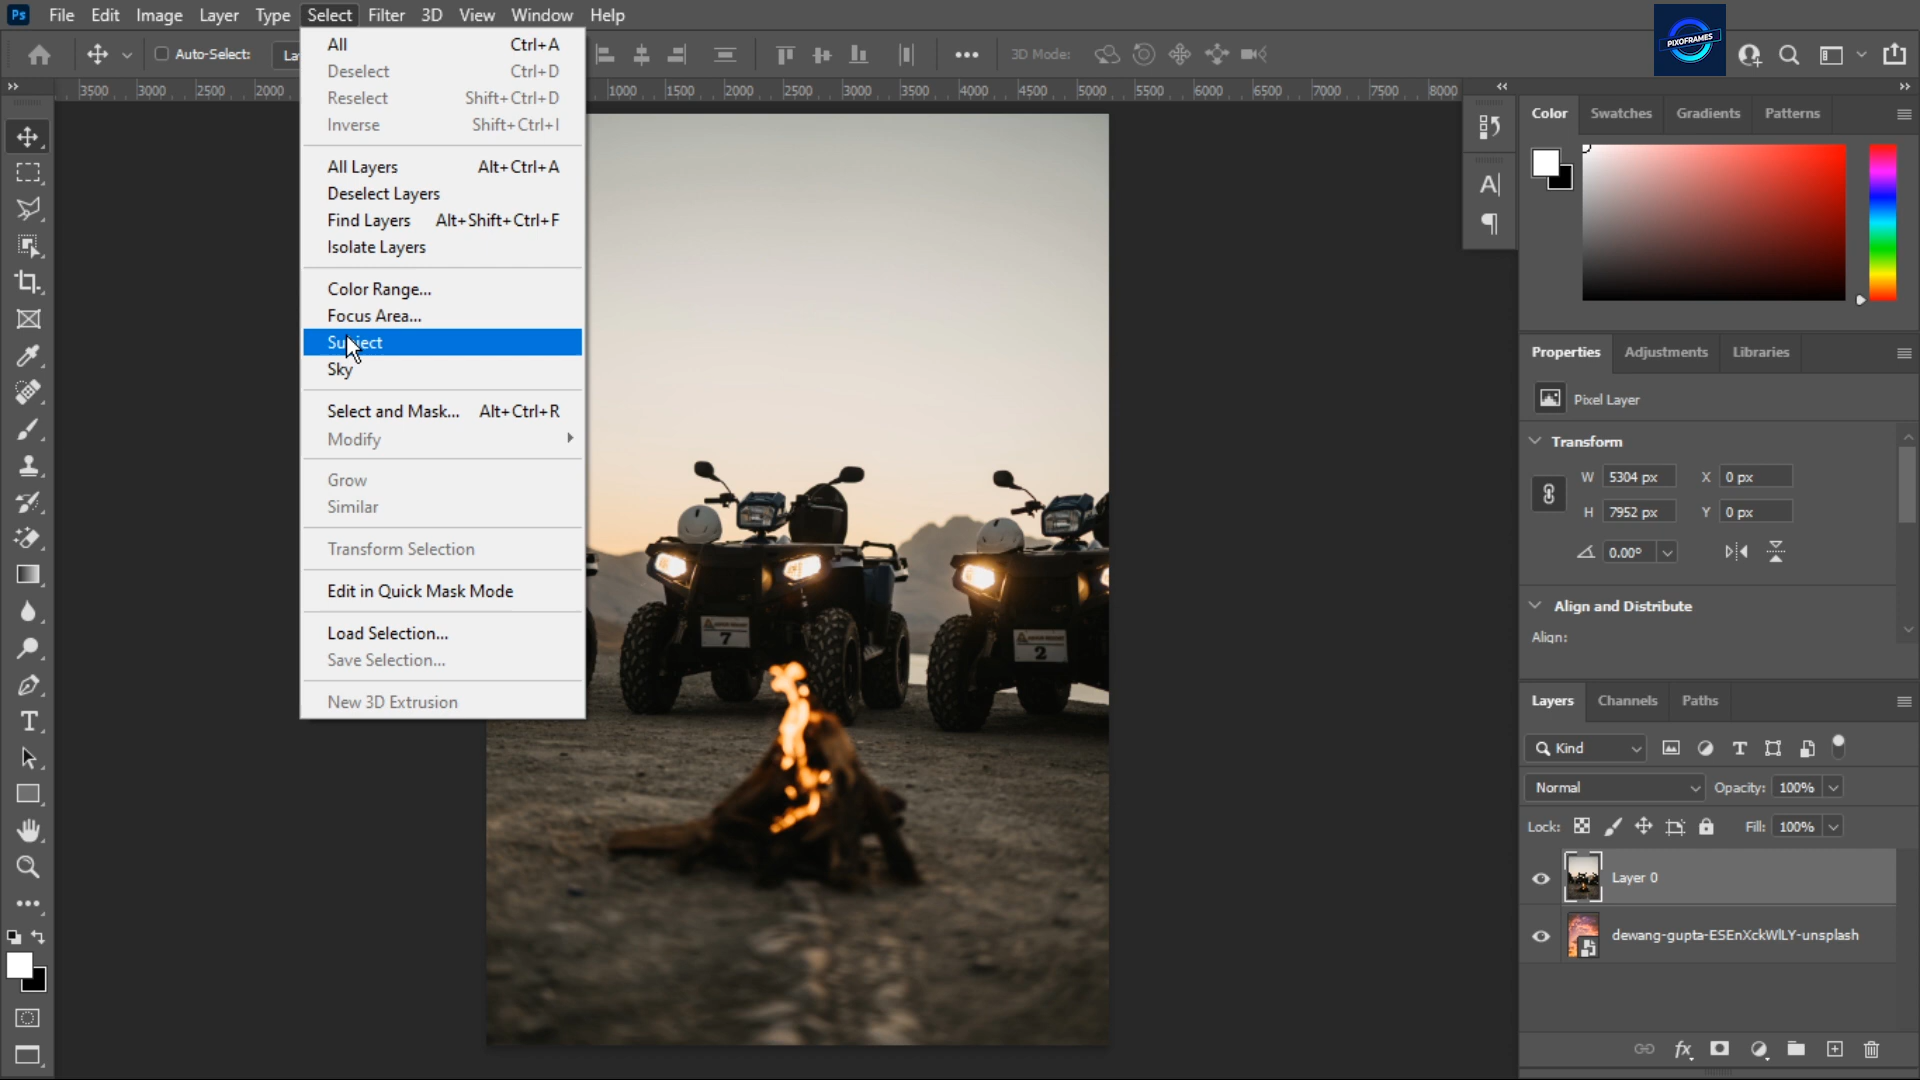 Ps File Edit Image Layer Type Select Filter 3D View Window Help
PIXOFRAMES
Auto-Select: La
3D Mode:
3500 3000 2500 2000 1000 1500 2000 2500 3000 3500 4000 4500 5000 5500 6000 6500 7000 7500 8000
All Ctrl+A
Deselect Ctrl+D
Reselect Shift+Ctrl+D
Inverse Shift+Ctrl+I
All Layers Alt+Ctrl+A
Deselect Layers
Find Layers Alt+Shift+Ctrl+F
Isolate Layers
Color Range...
Focus Area...
Subject
Sky
Select and Mask... Alt+Ctrl+R
Modify
Grow
Similar
Transform Selection
Edit in Quick Mask Mode
Load Selection...
Save Selection...
New 3D Extrusion
7
2
Color Swatches Gradients Patterns
Properties Adjustments Libraries
Pixel Layer
Transform
W 5304 px X 0 px
H 7952 px Y 0 px
0.00°
Align and Distribute
Align:
Layers Channels Paths
Kind
Normal Opacity: 100%
Lock: Fill: 100%
Layer 0
dewang-gupta-ESEnXckWlLY-unsplash